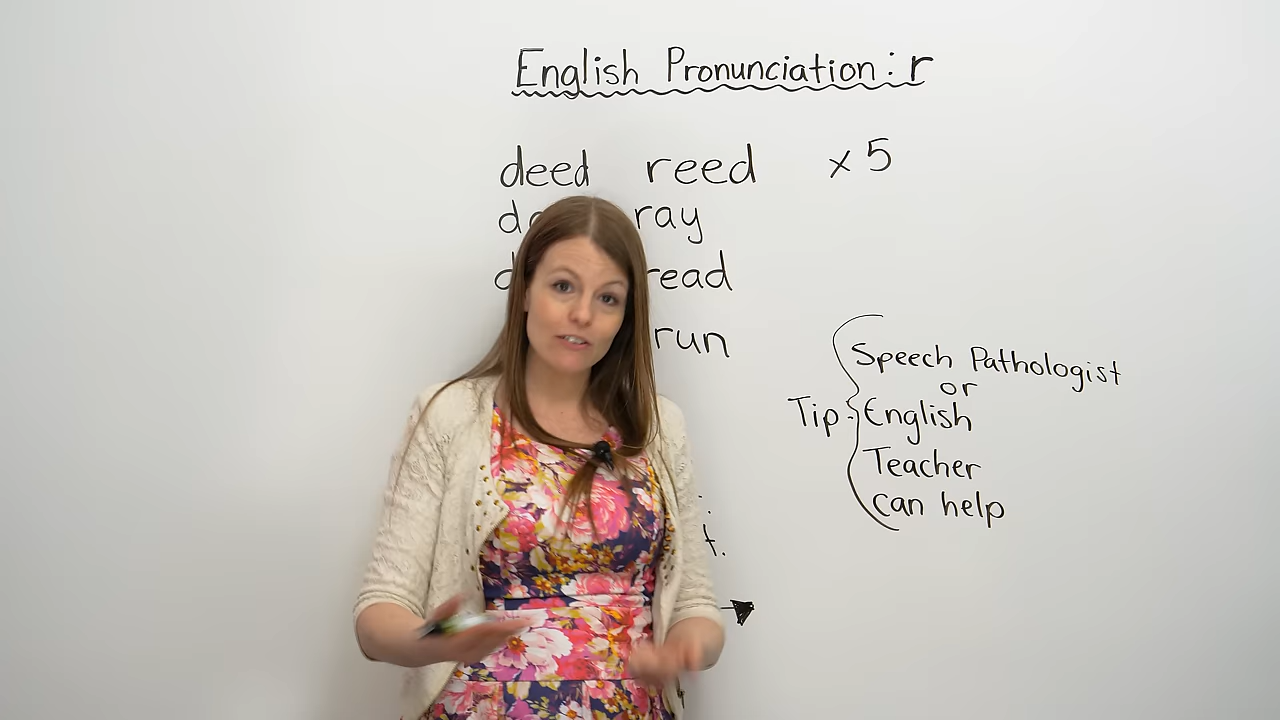 English Pronunciation: r
deed reed x 5
ray
read
run
Speech Pathologist
or
Tip: English
Teacher
can help